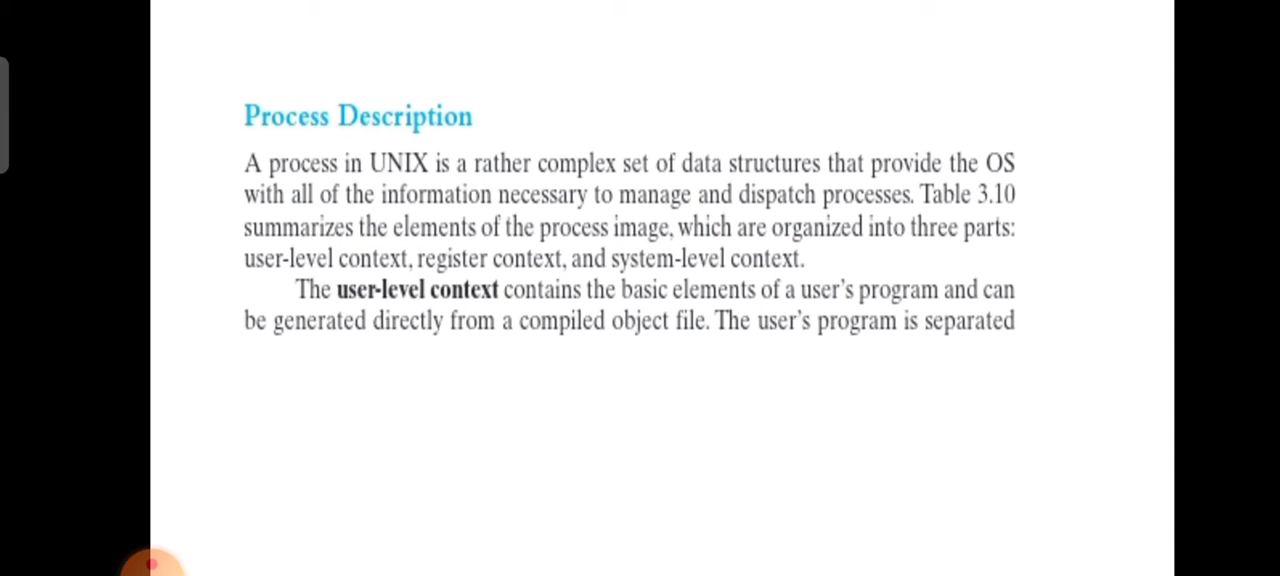 Process Description
A process in UNIX is a rather complex set of data structures that provide the OS
with all of the information necessary to manage and dispatch processes. Table 3.10
summarizes the elements of the process image, which are organized into three parts:
user-level context, register context, and system-level context.
The user-level context contains the basic elements of a user's program and can
be generated directly from a compiled object file. The user's program is separated